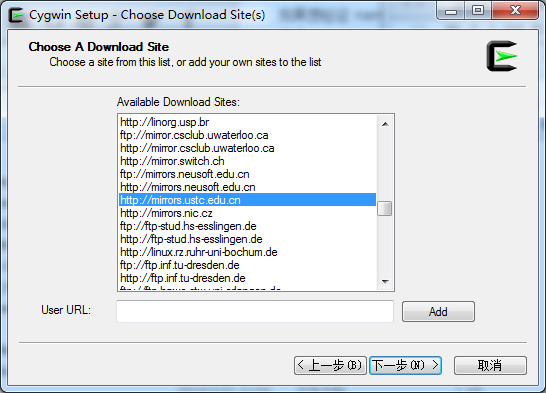 Cygwin Setup - Choose Download Site(s)
Choose A Download Site
Choose a site from this list, or add your own sites to the list
Available Download Sites:
http://linorg.usp.br
ftp://mirror.csclub.uwaterloo.ca
http://mirror.csclub.uwaterloo.ca
http://mirror.switch.ch
ftp://mirrors.neusoft.edu.cn
http://mirrors.neusoft.edu.cn
http://mirrors.ustc.edu.cn
http://mirrors.nic.cz
ftp://ftp-stud.hs-esslingen.de
http://ftp-stud.hs-esslingen.de
http://linux.rz.ruhr-uni-bochum.de
ftp://ftp.inf.tu-dresden.de
http://ftp.inf.tu-dresden.de
User URL:
Add
< 上一步(B)
下一步(N) >
取消